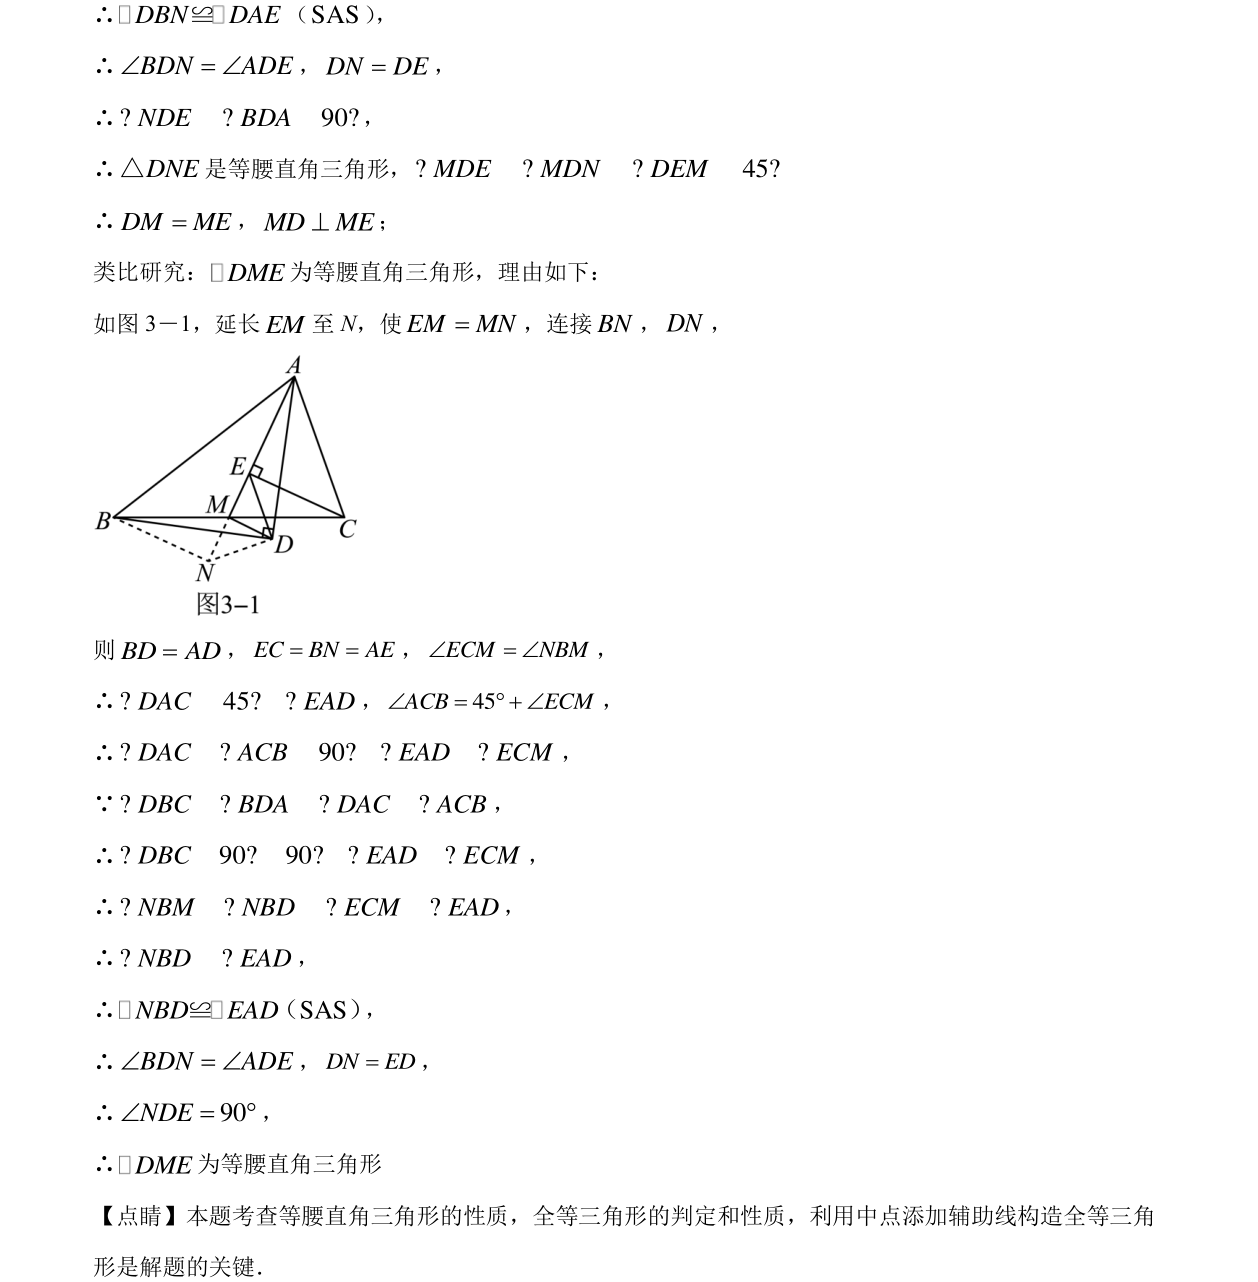 ∴□DBN≌□DAE（SAS），
∴∠BDN=∠ADE，DN=DE，
∴?NDE ?BDA 90?，
∴△DNE是等腰直角三角形，?MDE ?MDN ?DEM 45?
∴DM=ME，MD⊥ME；
类比研究：□DME为等腰直角三角形，理由如下：
如图3－1，延长EM至N，使EM=MN，连接BN，DN，
A
E
M
B
C
D
N
图3-1
则BD=AD，EC=BN=AE，∠ECM=∠NBM，
∴?DAC 45? ?EAD，∠ACB=45°+∠ECM，
∴?DAC ?ACB 90? ?EAD ?ECM，
∵?DBC ?BDA ?DAC ?ACB，
∴?DBC 90? 90? ?EAD ?ECM，
∴?NBM ?NBD ?ECM ?EAD，
∴?NBD ?EAD，
∴□NBD≌□EAD（SAS），
∴∠BDN=∠ADE，DN=ED，
∴∠NDE=90°，
∴□DME为等腰直角三角形
【点睛】本题考查等腰直角三角形的性质，全等三角形的判定和性质，利用中点添加辅助线构造全等三角
形是解题的关键．